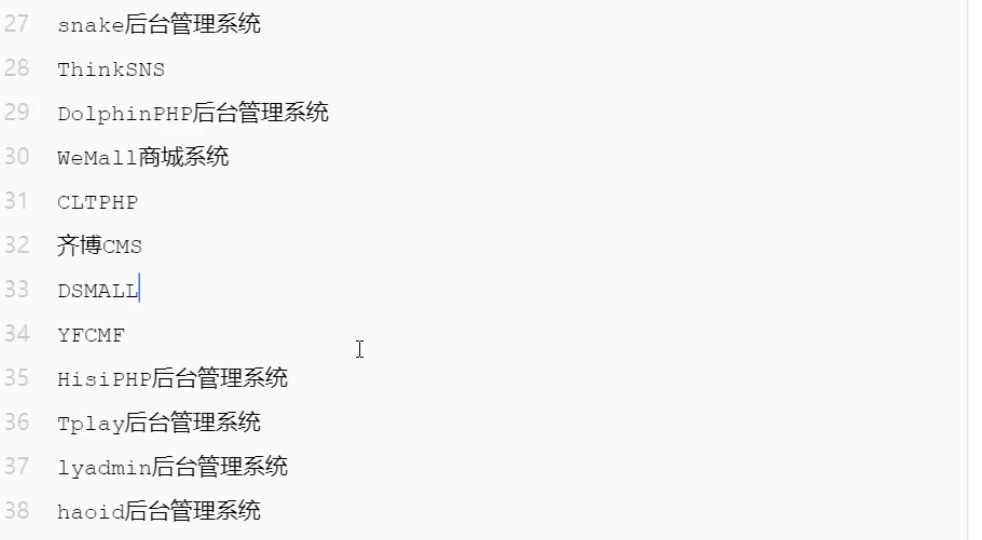 27 snake后台管理系统
28 ThinkSNS
29 DolphinPHP后台管理系统
30 WeMall商城系统
31 CLTPHP
32 齐博CMS
33 DSMALL
34 YFCMF
35 HisiPHP后台管理系统
36 Tplay后台管理系统
37 lyadmin后台管理系统
38 haoid后台管理系统